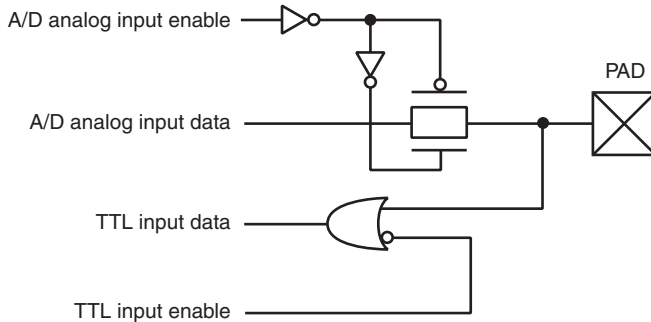 A/D analog input enable
PAD
A/D analog input data
TTL input data
TTL input enable